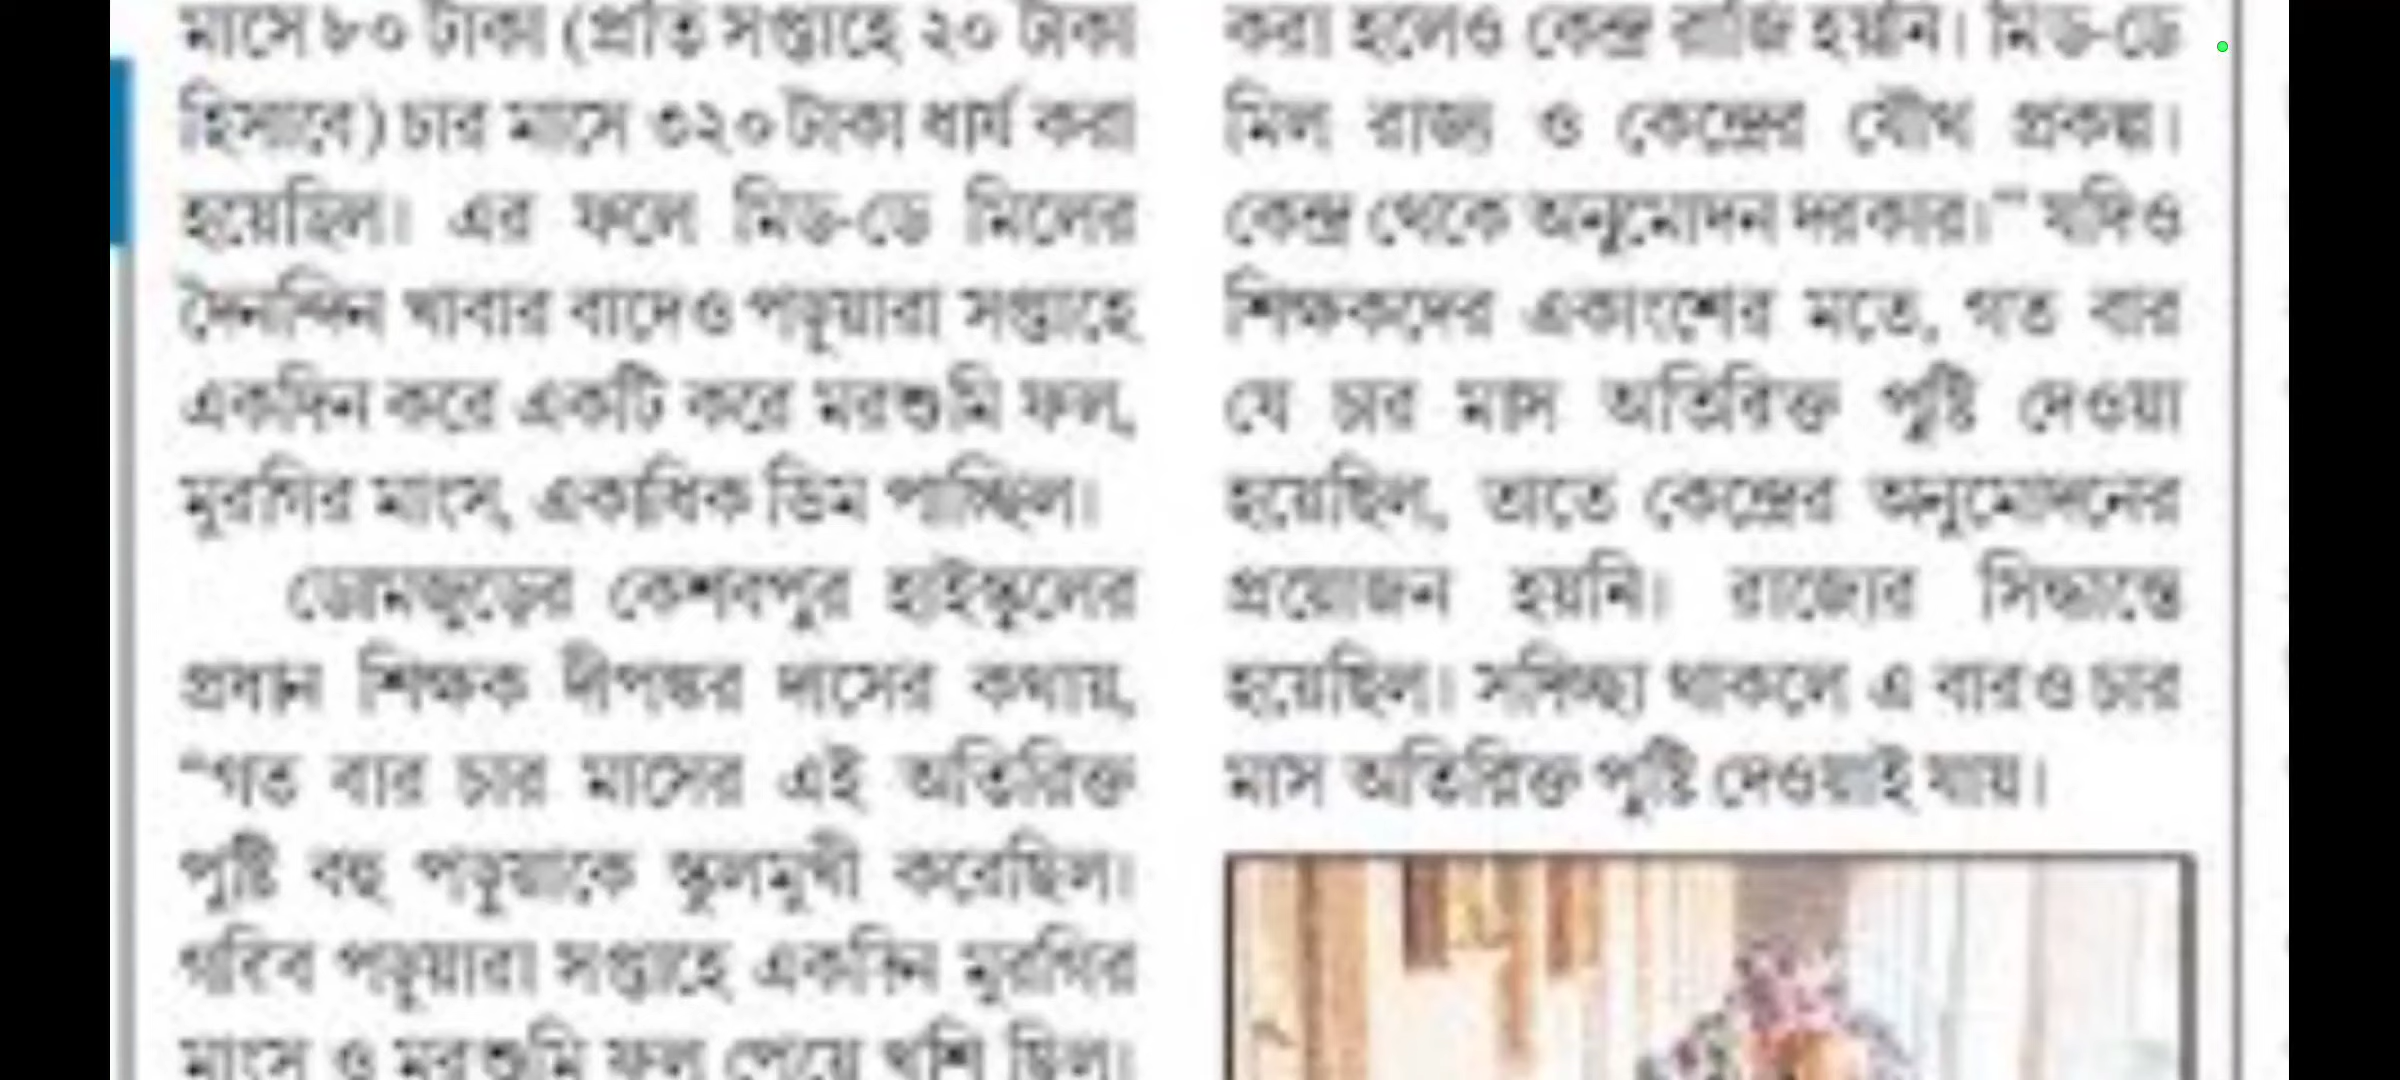 মাসে ৮০ টাকা (প্রতি সপ্তাহে ২০ টাকা
হিসাবে) চার মাসে ৩২০ টাকা ধার্য করা
হয়েছিল। এর ফলে মিড-ডে মিলের
দৈনন্দিন খাবার বাদেও পড়ুয়ারা সপ্তাহে
একদিন করে একটি করে মরশুমি ফল,
মুরগির মাংস, একাধিক ডিম পাচ্ছিল।
ডোমজুড়ের কেশবপুর হাইস্কুলের
প্রধান শিক্ষক দীপঙ্কর দাসের কথায়,
“গত বার চার মাসের এই অতিরিক্ত
পুষ্টি বহু পড়ুয়াকে স্কুলমুখী করেছিল।
গরিব পড়ুয়ারা সপ্তাহে একদিন মুরগির
মাংস ও মরশুমি ফল পেয়ে খুশি ছিল।
করা হলেও কেন্দ্র রাজি হয়নি। মিড-ডে
মিল রাজ্য ও কেন্দ্রের যৌথ প্রকল্প।
কেন্দ্র থেকে অনুমোদন দরকার।” যদিও
শিক্ষকদের একাংশের মতে, গত বার
যে চার মাস অতিরিক্ত পুষ্টি দেওয়া
হয়েছিল, তাতে কেন্দ্রের অনুমোদনের
প্রয়োজন হয়নি। রাজ্যের সিদ্ধান্তে
হয়েছিল। সদিচ্ছা থাকলে এ বারও চার
মাস অতিরিক্ত পুষ্টি দেওয়াই যায়।